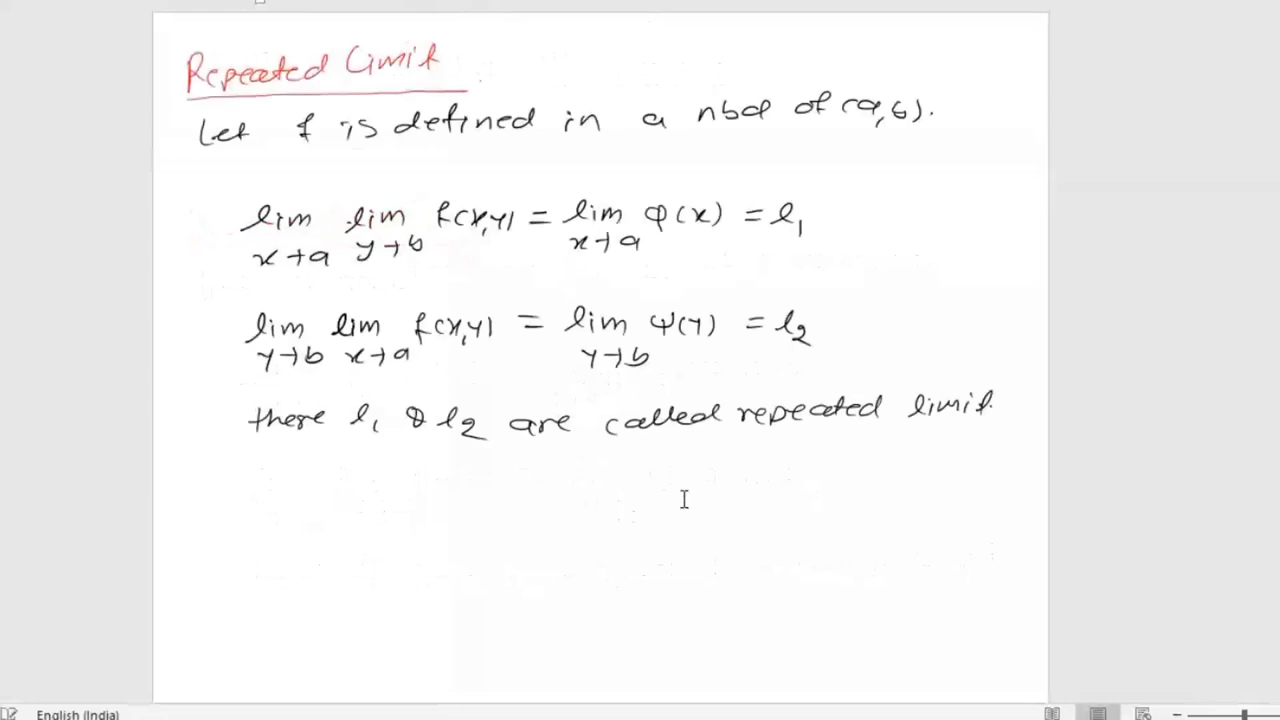 Repeated Limit
Let f is defined in a nbd of (a,b).
lim lim f(x,y) = lim φ(x) = l₁
x→a y→b x→a
lim lim f(x,y) = lim ψ(y) = l₂
y→b x→a y→b
there l₁ & l₂ are called repeated limit.
English (India)